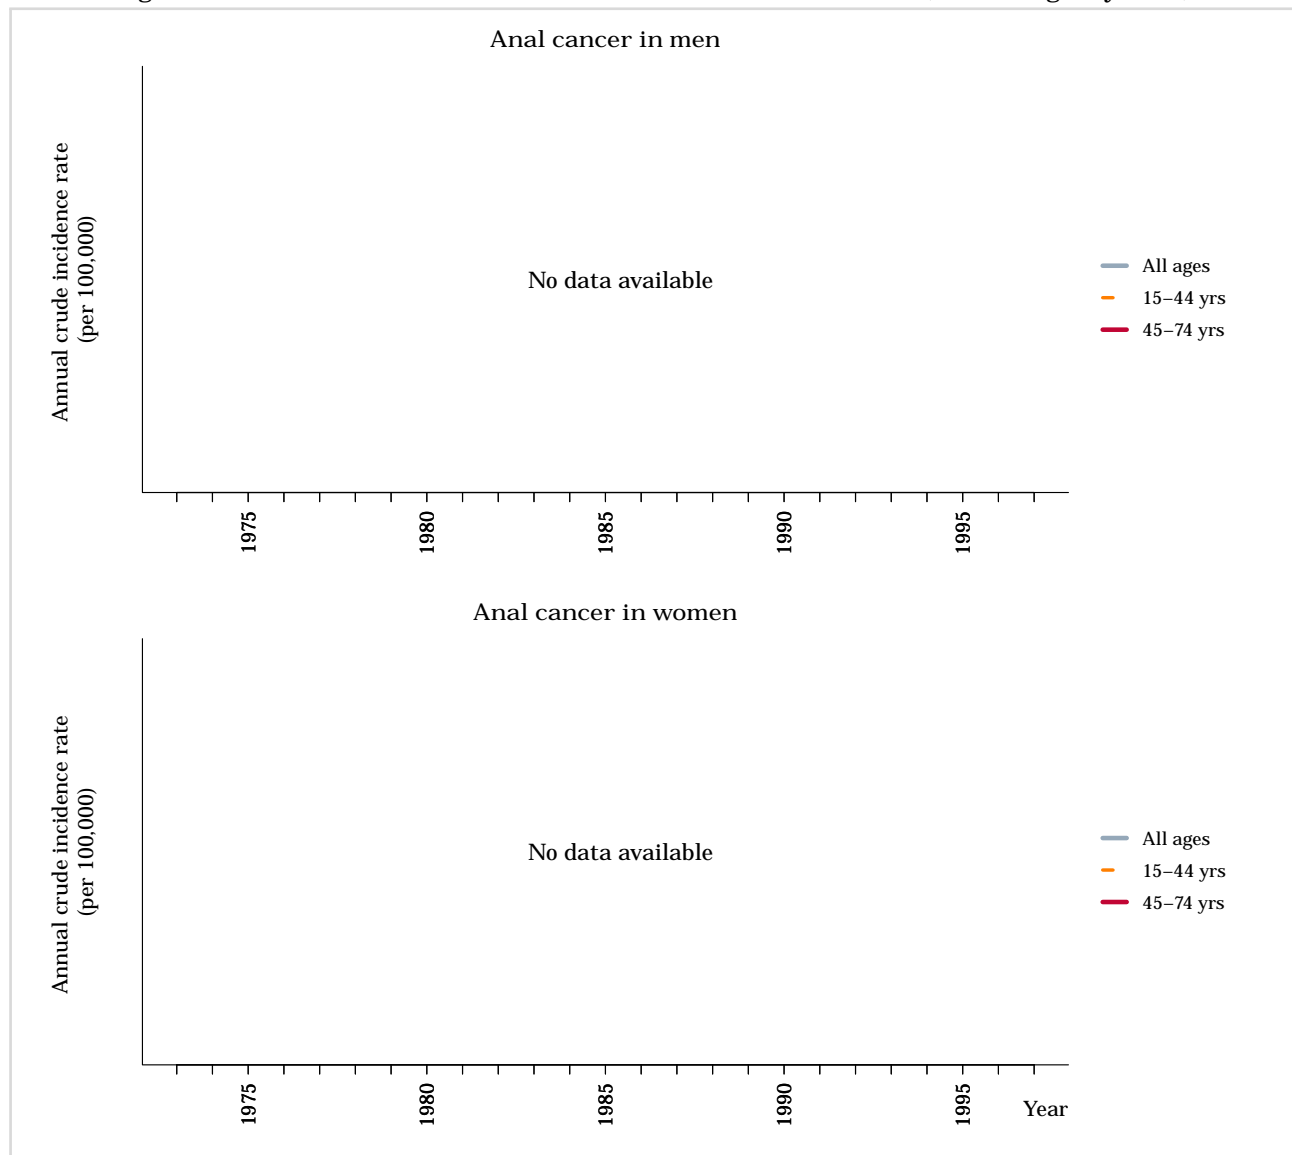 Anal cancer in men
Annual crude incidence rate
(per 100,000)
No data available
All ages
15–44 yrs
45–74 yrs
1975
1980
1985
1990
1995
Anal cancer in women
Annual crude incidence rate
(per 100,000)
No data available
All ages
15–44 yrs
45–74 yrs
1975
1980
1985
1990
1995
Year